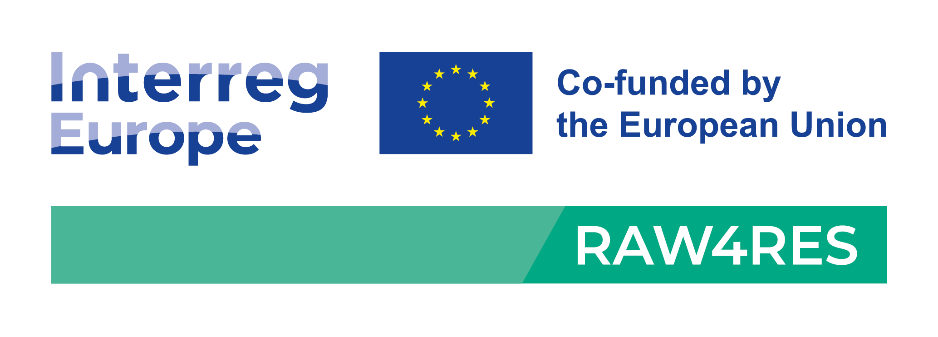 Interreg
Europe
Co-funded by
the European Union
RAW4RES